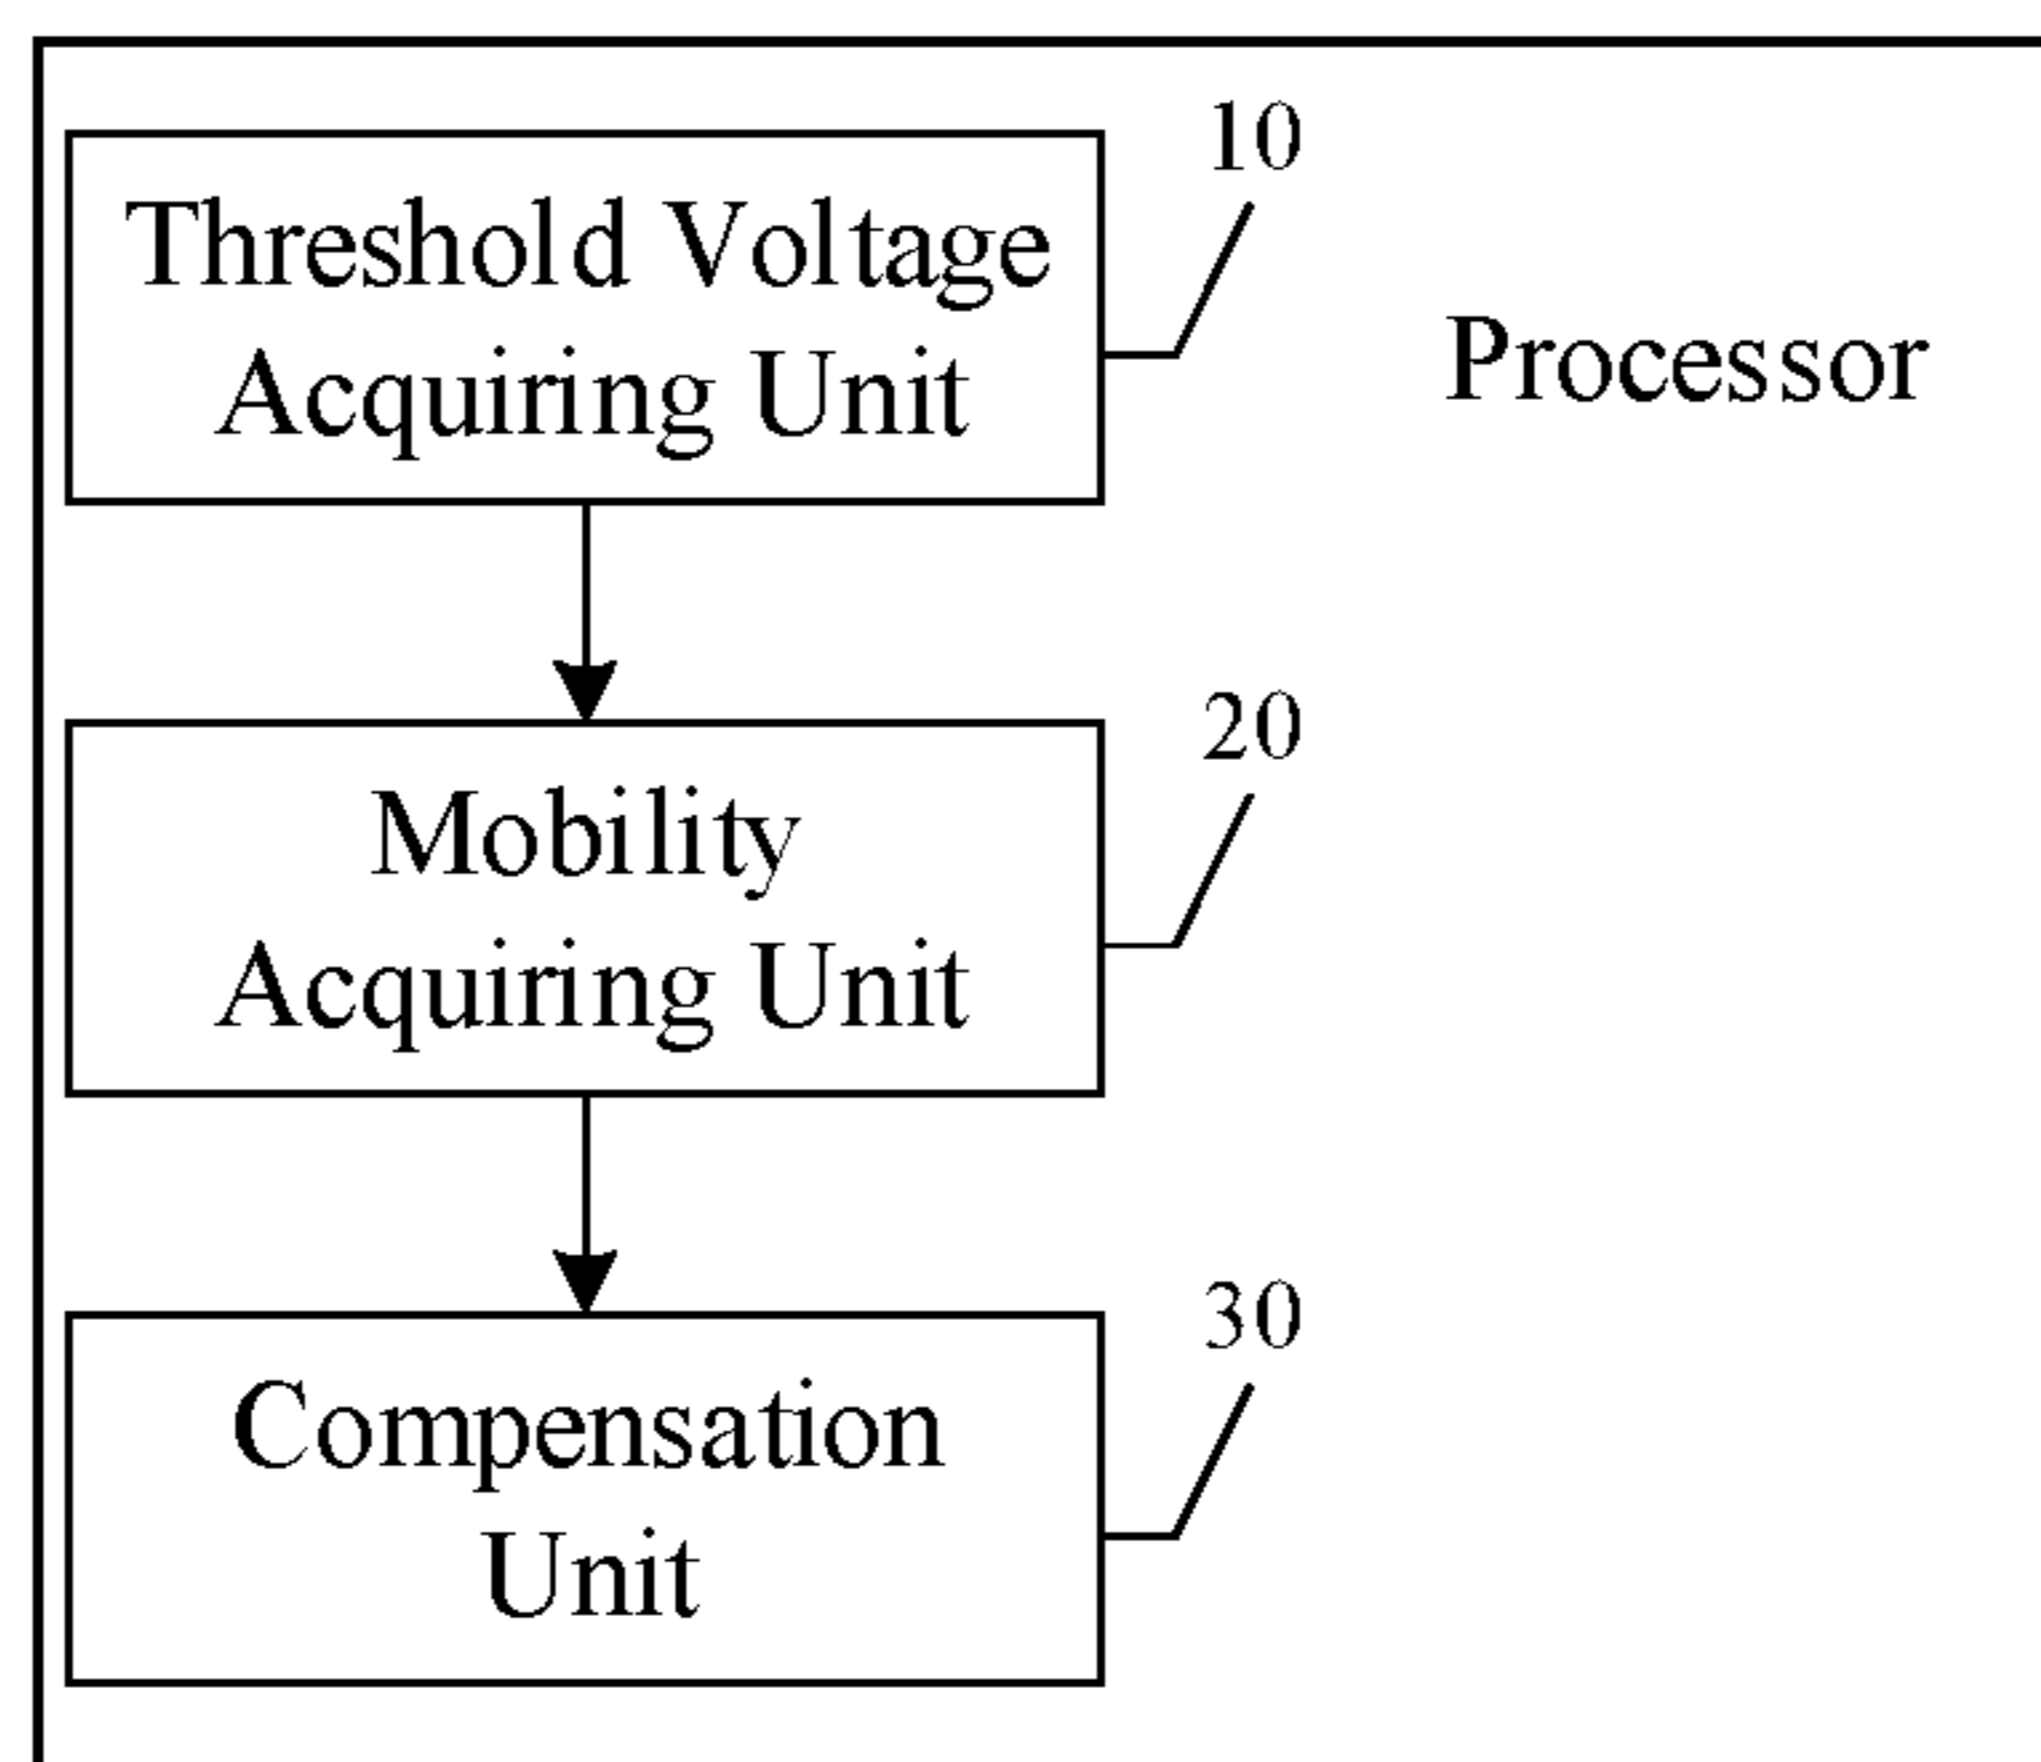 10
Threshold Voltage
Acquiring Unit
Processor
20
Mobility
Acquiring Unit
30
Compensation
Unit